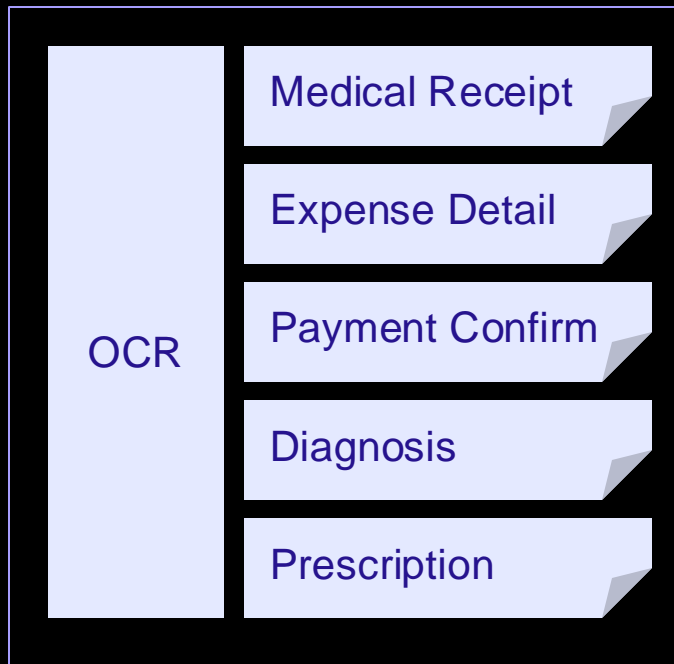 OCR
Medical Receipt
Expense Detail
Payment Confirm
Diagnosis
Prescription